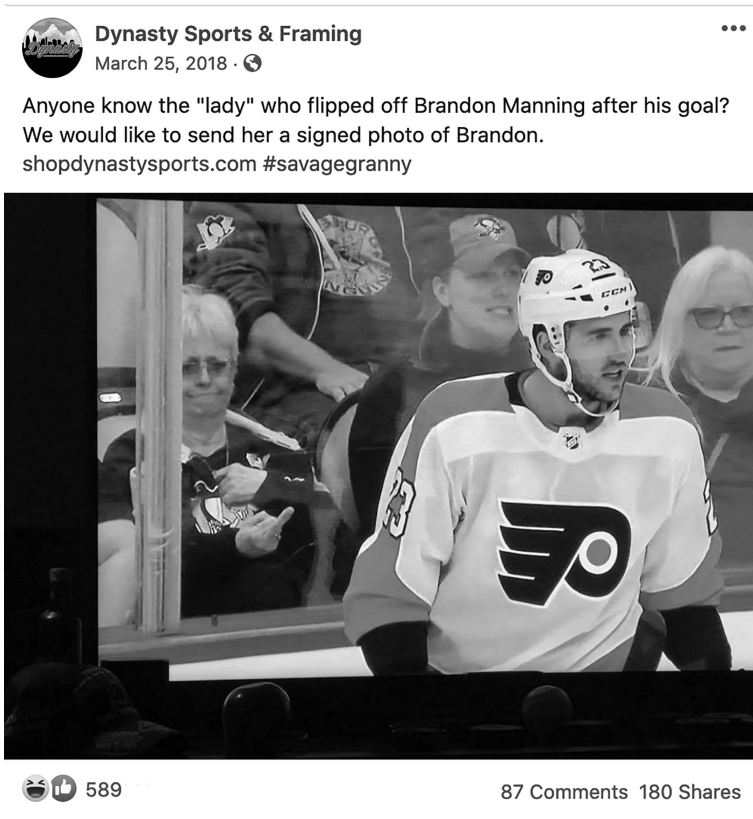 Dynasty
Dynasty Sports & Framing
March 25, 2018
Anyone know the "lady" who flipped off Brandon Manning after his goal?
We would like to send her a signed photo of Brandon.
shopdynastysports.com #savagegranny
23
CCM
23
589
87 Comments 180 Shares